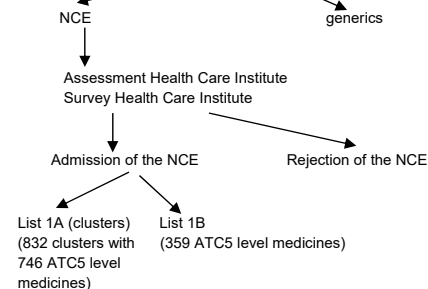 NCE
generics
Assessment Health Care Institute
Survey Health Care Institute
Admission of the NCE
Rejection of the NCE
List 1A (clusters)
(832 clusters with
746 ATC5 level
medicines)
List 1B
(359 ATC5 level medicines)